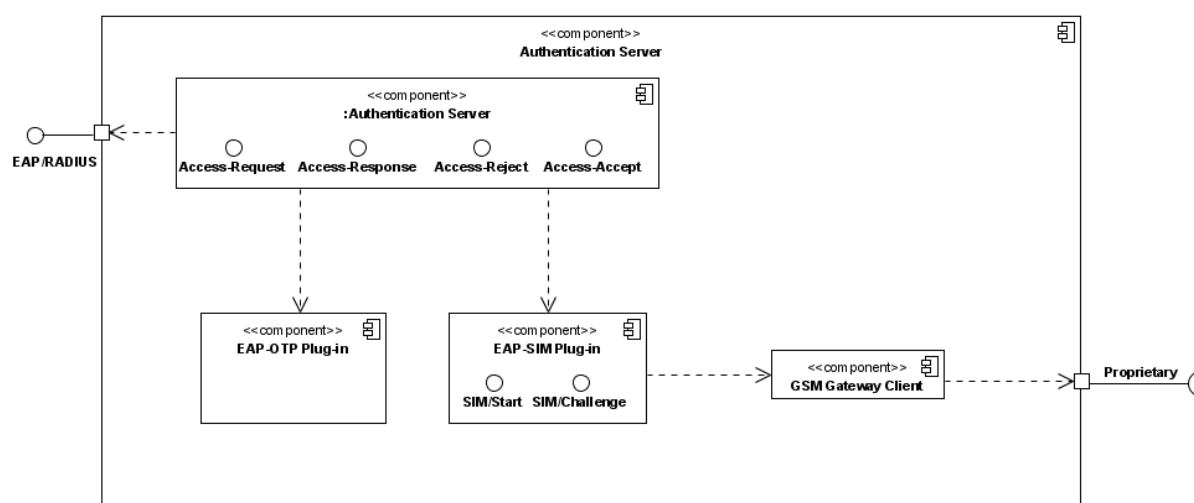 <<component>>
Authentication Server
<<component>>
:Authentication Server
Access-Request Access-Response Access-Reject Access-Accept
EAP/RADIUS
<<component>>
EAP-OTP Plug-in
<<component>>
EAP-SIM Plug-in
SIM/Start SIM/Challenge
<<component>>
GSM Gateway Client
Proprietary